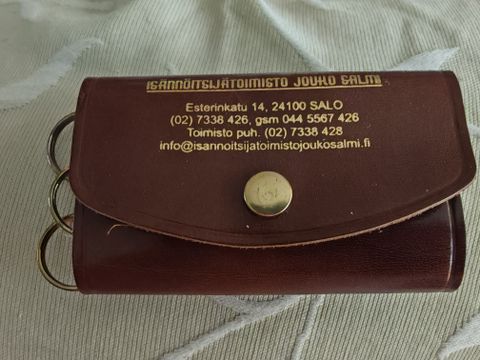 ISÄNNÖITSIJÄTOIMISTO JOUKO SALMI
Esterinkatu 14, 24100 SALO
(02) 7338 426, gsm 044 5567 426
Toimisto puh. (02) 7338 428
info@isannoitsijatoimistojoukosalmi.fi